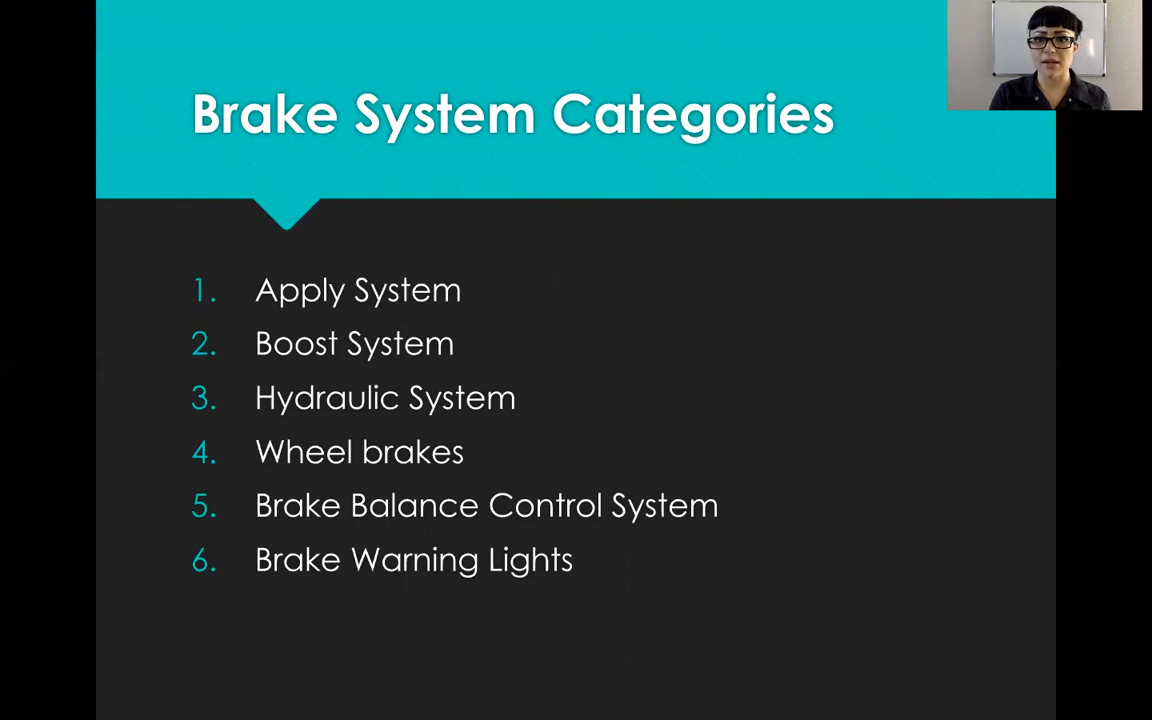 Brake System Categories
1. Apply System
2. Boost System
3. Hydraulic System
4. Wheel brakes
5. Brake Balance Control System
6. Brake Warning Lights